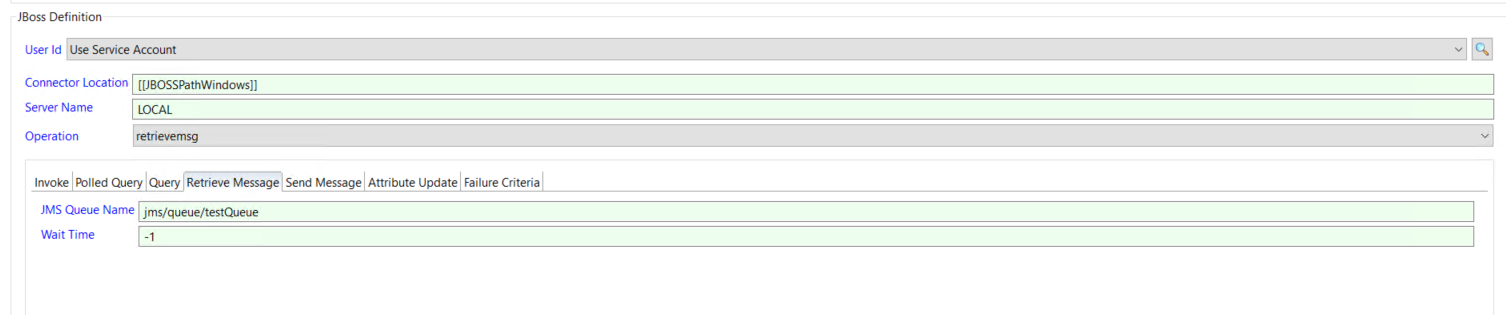 JBoss Definition
User Id Use Service Account
Connector Location [[JBOSSPathWindows]]
Server Name LOCAL
Operation retrievemsg
Invoke Polled Query Query Retrieve Message Send Message Attribute Update Failure Criteria
JMS Queue Name jms/queue/testQueue
Wait Time -1